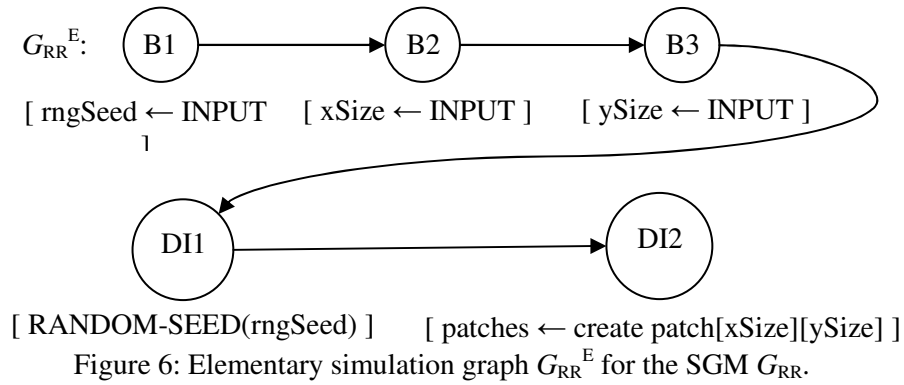 G_RR^E: B1 B2 B3
[ rngSeed ← INPUT ] [ xSize ← INPUT ] [ ySize ← INPUT ]
DI1 DI2
[ RANDOM-SEED(rngSeed) ] [ patches ← create patch[xSize][ySize] ]
Figure 6: Elementary simulation graph G_RR^E for the SGM G_RR.